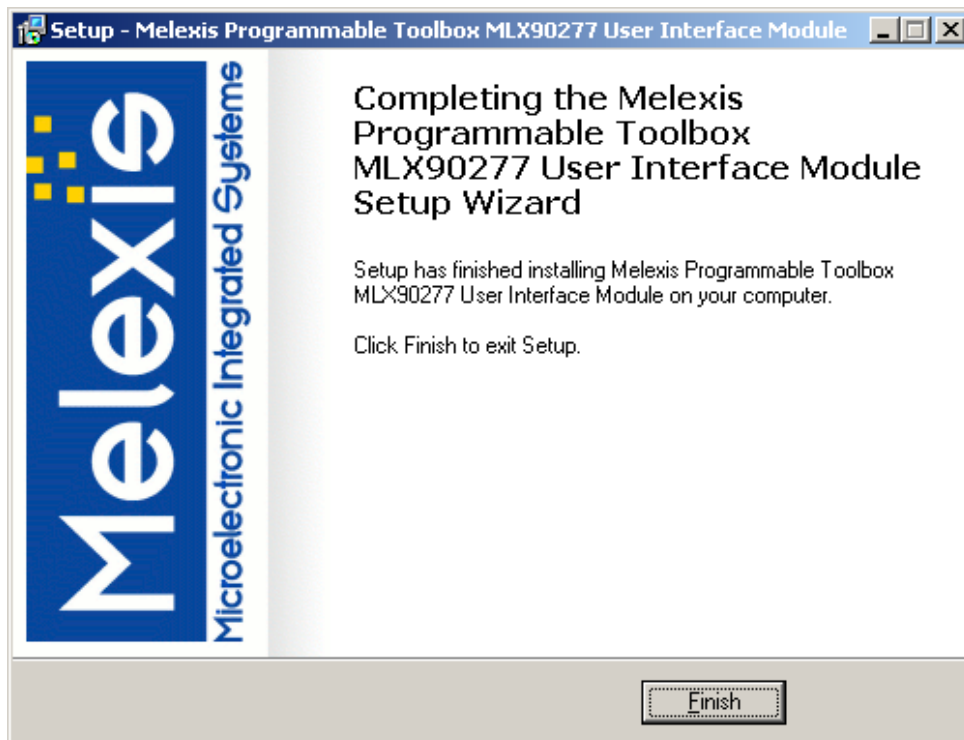 Setup - Melexis Programmable Toolbox MLX90277 User Interface Module
Melexis
Microelectronic Integrated Systems
Completing the Melexis
Programmable Toolbox
MLX90277 User Interface Module
Setup Wizard
Setup has finished installing Melexis Programmable Toolbox
MLX90277 User Interface Module on your computer.
Click Finish to exit Setup.
Finish